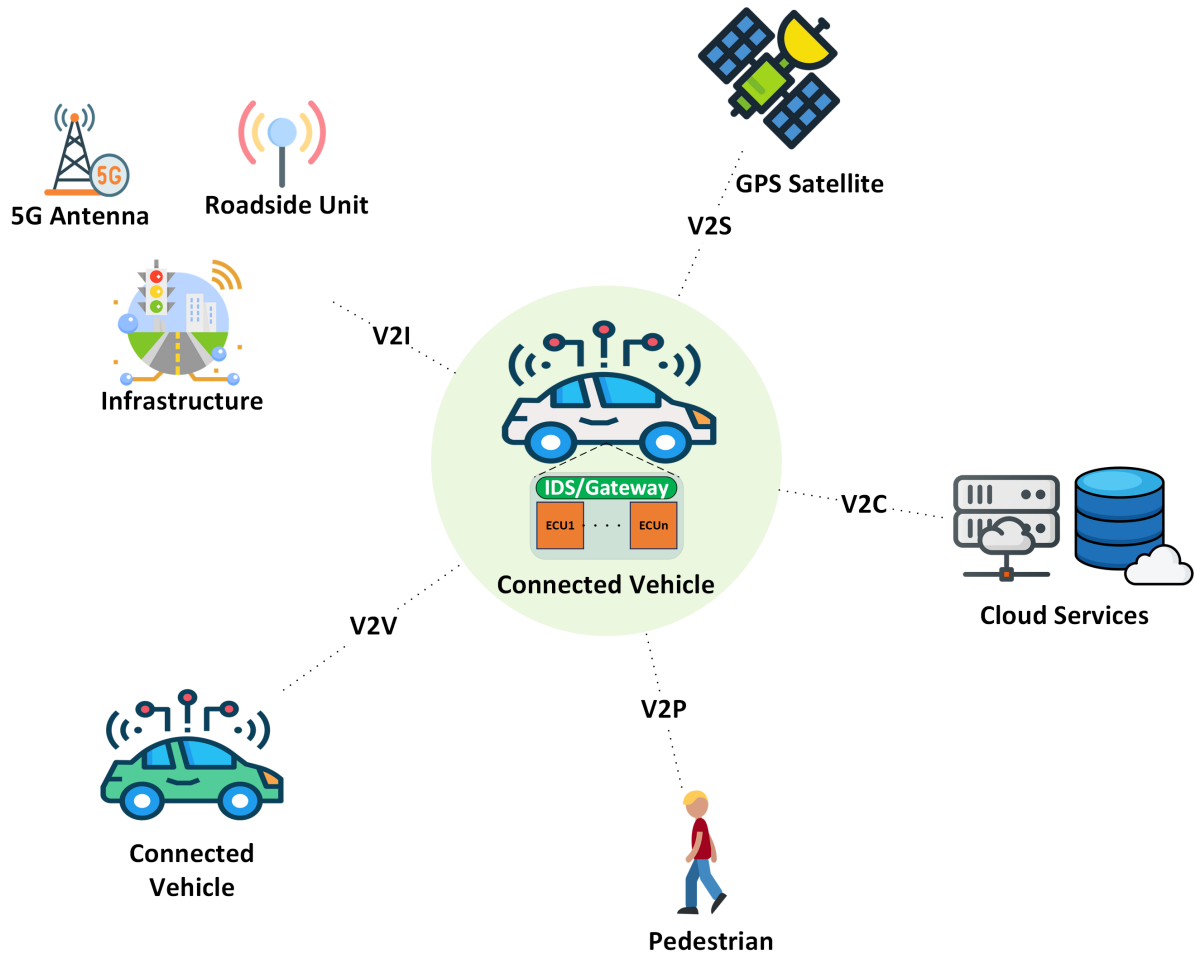 GPS Satellite
5G
5G Antenna
Roadside Unit
V2S
V2I
Infrastructure
IDS/Gateway
ECU1 · · · · ECUn
Connected Vehicle
V2C
Cloud Services
V2V
V2P
Connected
Vehicle
Pedestrian